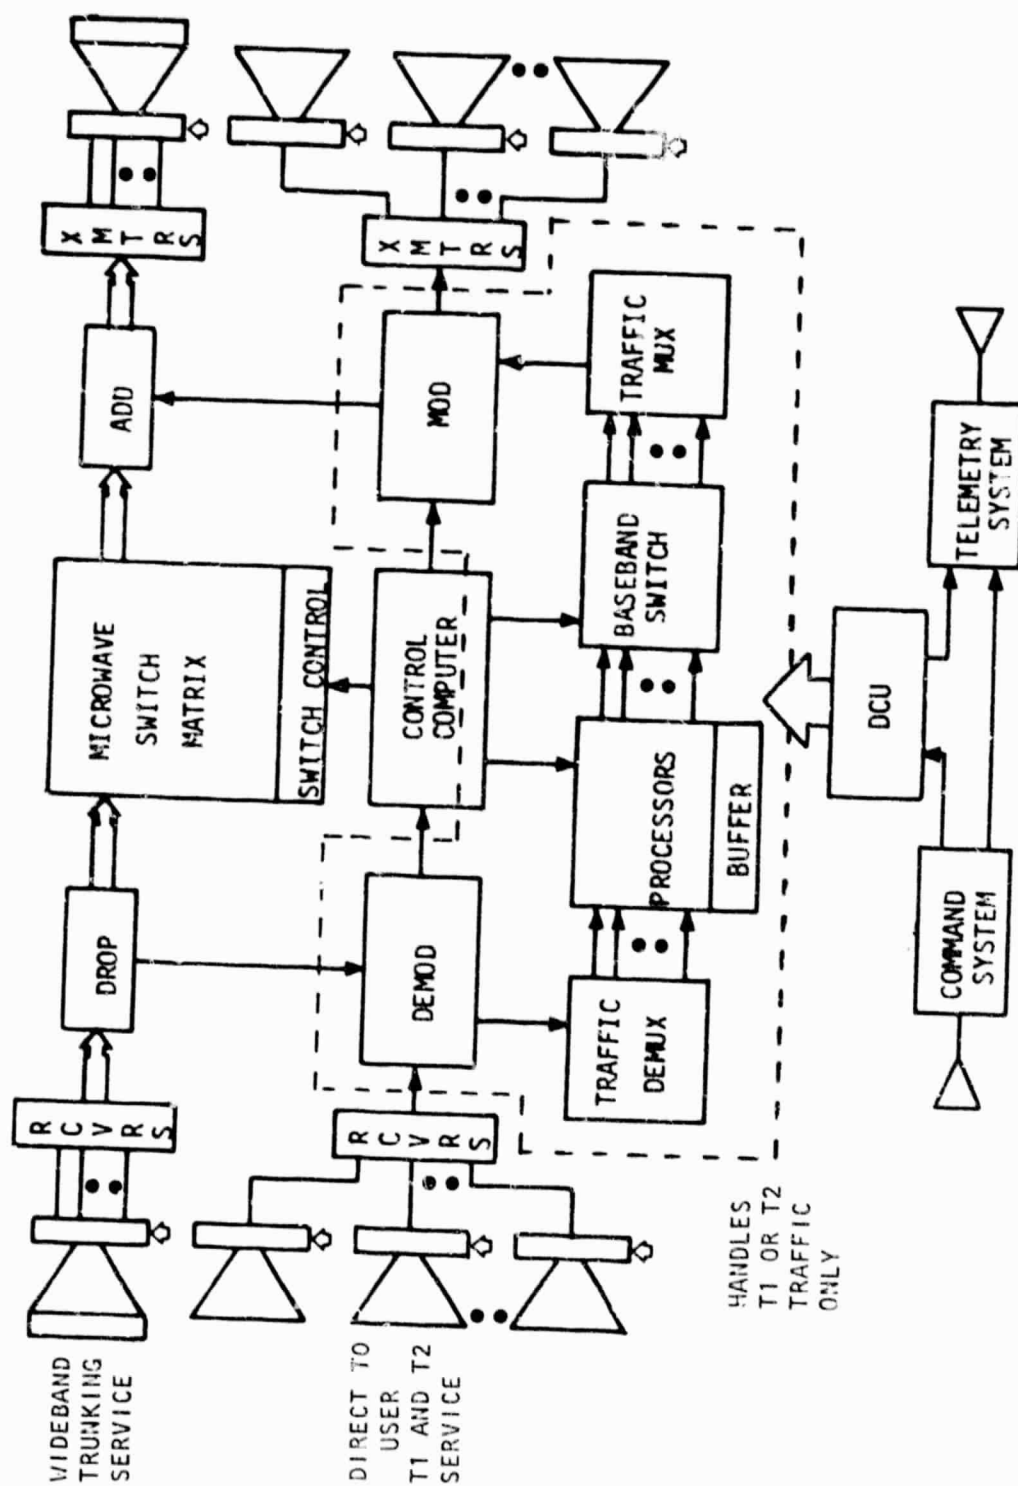 WIDEBAND
TRUNKING
SERVICE
RCVRS
DROP
MICROWAVE
SWITCH
MATRIX
SWITCH CONTROL
ADD
XMTRS
DIRECT TO
USER
T1 AND T2
SERVICE
RCVRS
DEMOD
CONTROL
COMPUTER
MOD
XMTRS
TRAFFIC
DEMUX
PROCESSORS
BUFFER
BASEBAND
SWITCH
TRAFFIC
MUX
HANDLES
T1 OR T2
TRAFFIC
ONLY
DCU
COMMAND
SYSTEM
TELEMETRY
SYSTEM